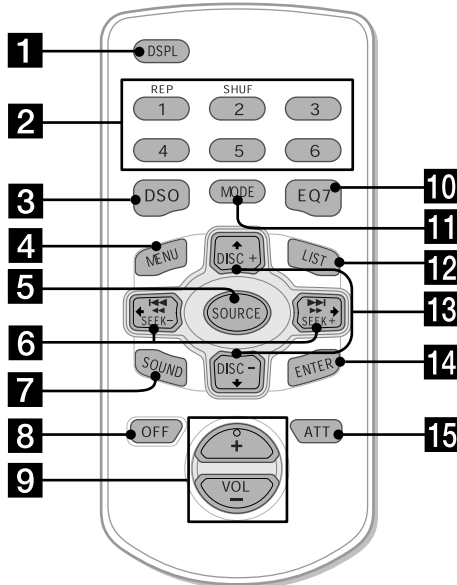 1 DSPL
REP SHUF
2 1 2 3
4 5 6
3 DSO MODE EQ7 10
11
4 MENU DISC + LIST 12
5 SOURCE 13
6 SEEK– SEEK+
7 SOUND DISC – ENTER 14
8 OFF ATT 15
9 +
VOL
–